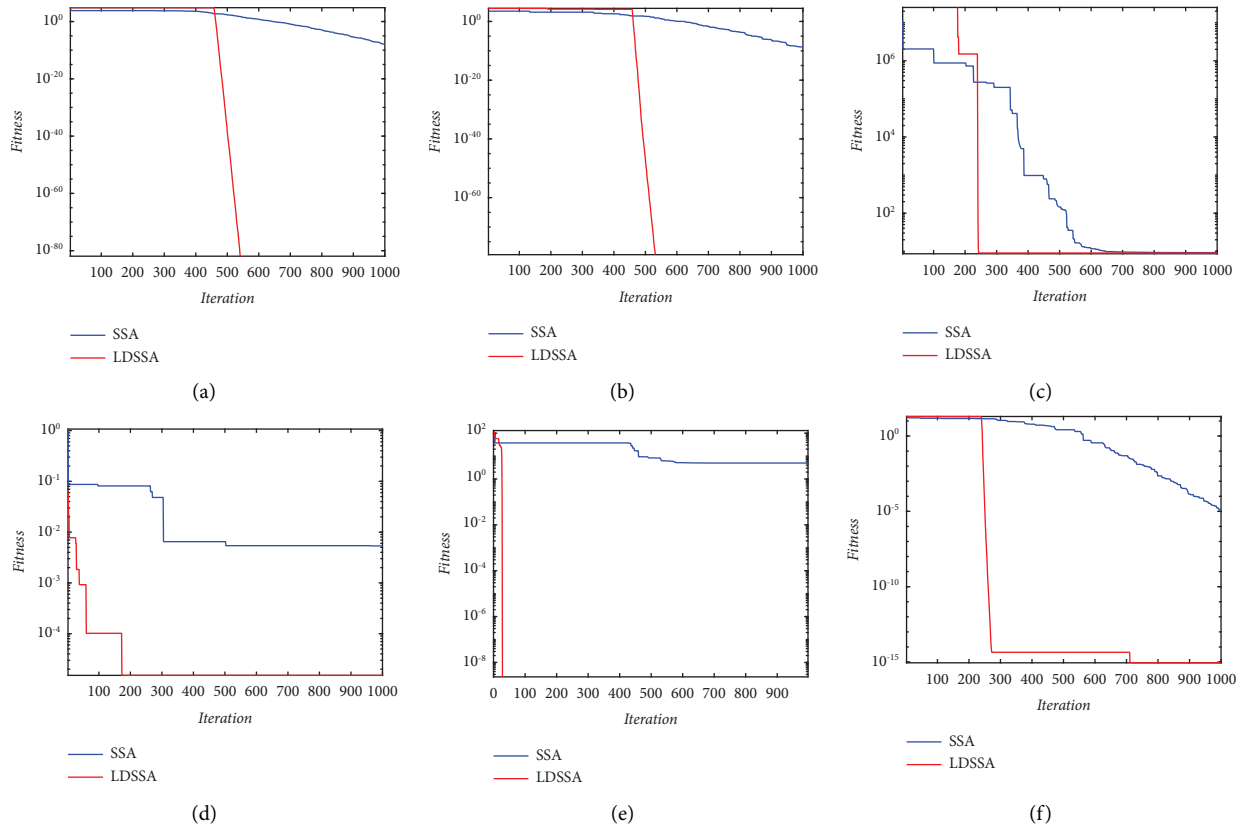 10^0
10^-20
10^-40
10^-60
10^-80
Fitness
100 200 300 400 500 600 700 800 900 1000
Iteration
SSA
LDSSA
(a)
10^0
10^-20
10^-40
10^-60
Fitness
100 200 300 400 500 600 700 800 900 1000
Iteration
SSA
LDSSA
(b)
10^6
10^4
10^2
Fitness
100 200 300 400 500 600 700 800 900 1000
Iteration
SSA
LDSSA
(c)
10^0
10^-1
10^-2
10^-3
10^-4
Fitness
100 200 300 400 500 600 700 800 900 1000
Iteration
SSA
LDSSA
(d)
10^2
10^0
10^-2
10^-4
10^-6
10^-8
Fitness
0 100 200 300 400 500 600 700 800 900
Iteration
SSA
LDSSA
(e)
10^0
10^-5
10^-10
10^-15
Fitness
100 200 300 400 500 600 700 800 900 1000
Iteration
SSA
LDSSA
(f)